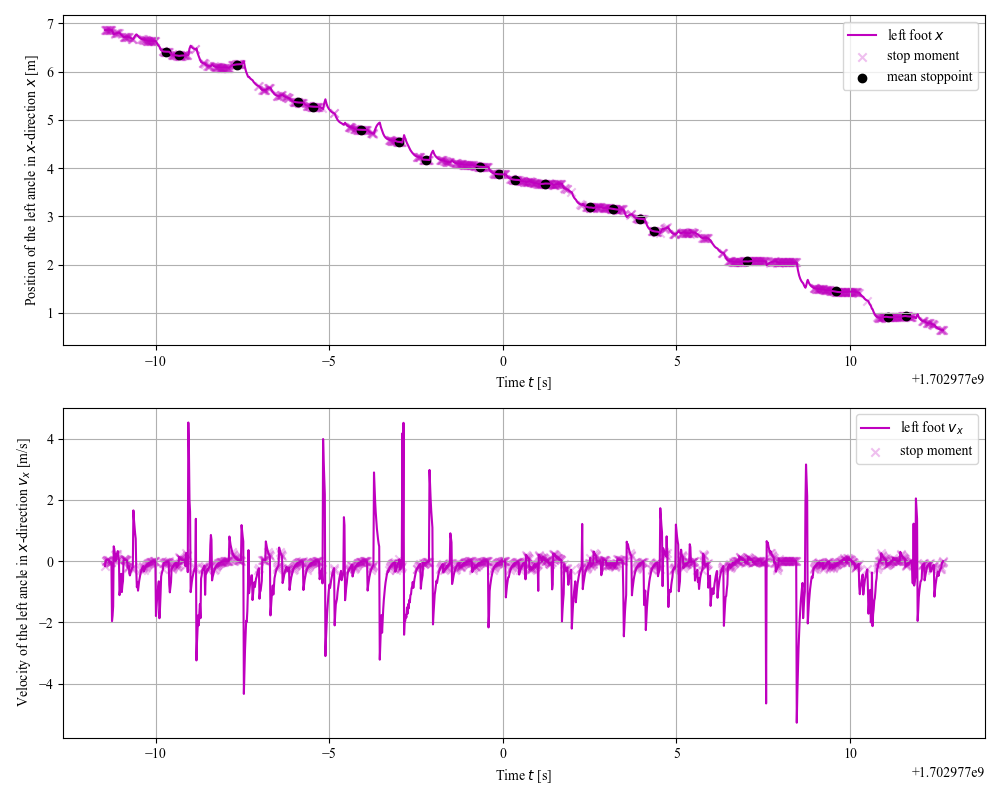 7
6
5
4
3
2
1
Position of the left ancle in x-direction x [m]
left foot x
stop moment
mean stoppoint
−10
−5
0
5
10
Time t [s]
+1.702977e9
4
2
0
−2
−4
Velocity of the left ancle in x-direction v_x [m/s]
left foot v_x
stop moment
−10
−5
0
5
10
Time t [s]
+1.702977e9